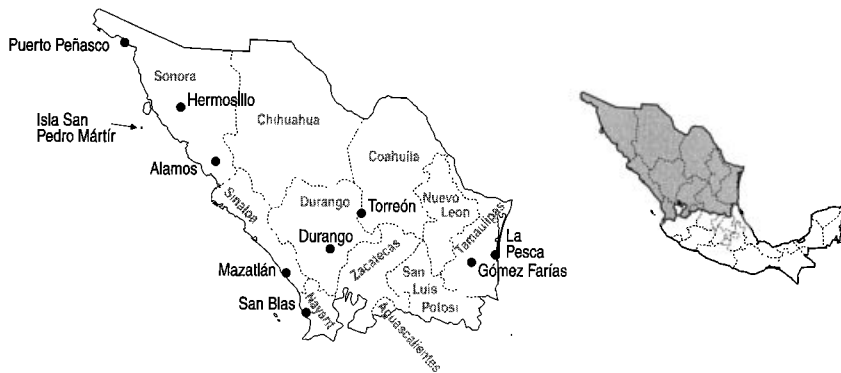 Puerto Peñasco
Sonora
Hermosillo
Isla San
Pedro Mártír
Chihuahua
Alamos
Coahuila
Sinaloa
Durango
Torreón
Nuevo
Leon
Tamaulipas
Durango
La
Pesca
Gómez Farías
Zacatecas
Mazatlán
San
Luis
Potosi
San Blas
Nayarit
Aguascalientes